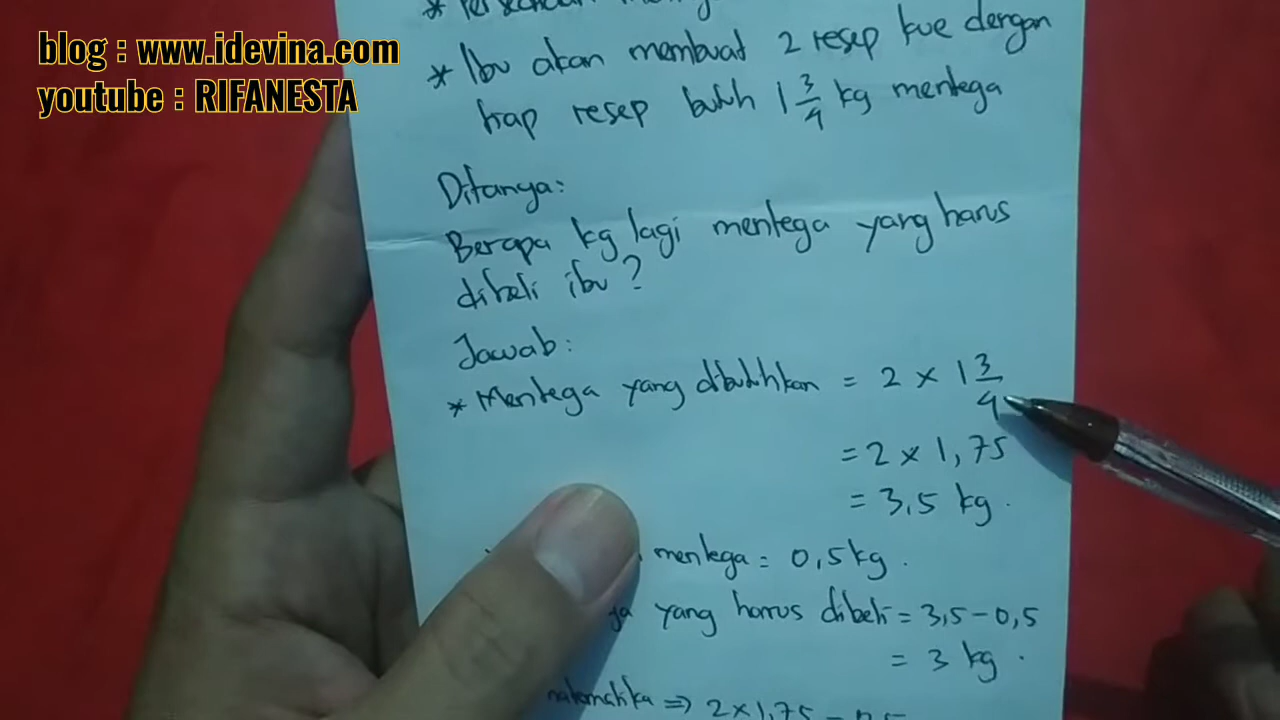 blog : www.idevina.com
youtube : RIFANESTA
* Ibu akan membuat 2 resep kue dengan
tiap resep butuh 1 3/4 kg mentega
Ditanya:
Berapa kg lagi mentega yang harus
dibeli ibu?
Jawab:
* Mentega yang dibutuhkan = 2 × 1 3/4
= 2 × 1,75
= 3,5 kg.
mentega = 0,5 kg.
yang harus dibeli = 3,5 - 0,5
= 3 kg.
matematika => 2 × 1,75 - 0,5